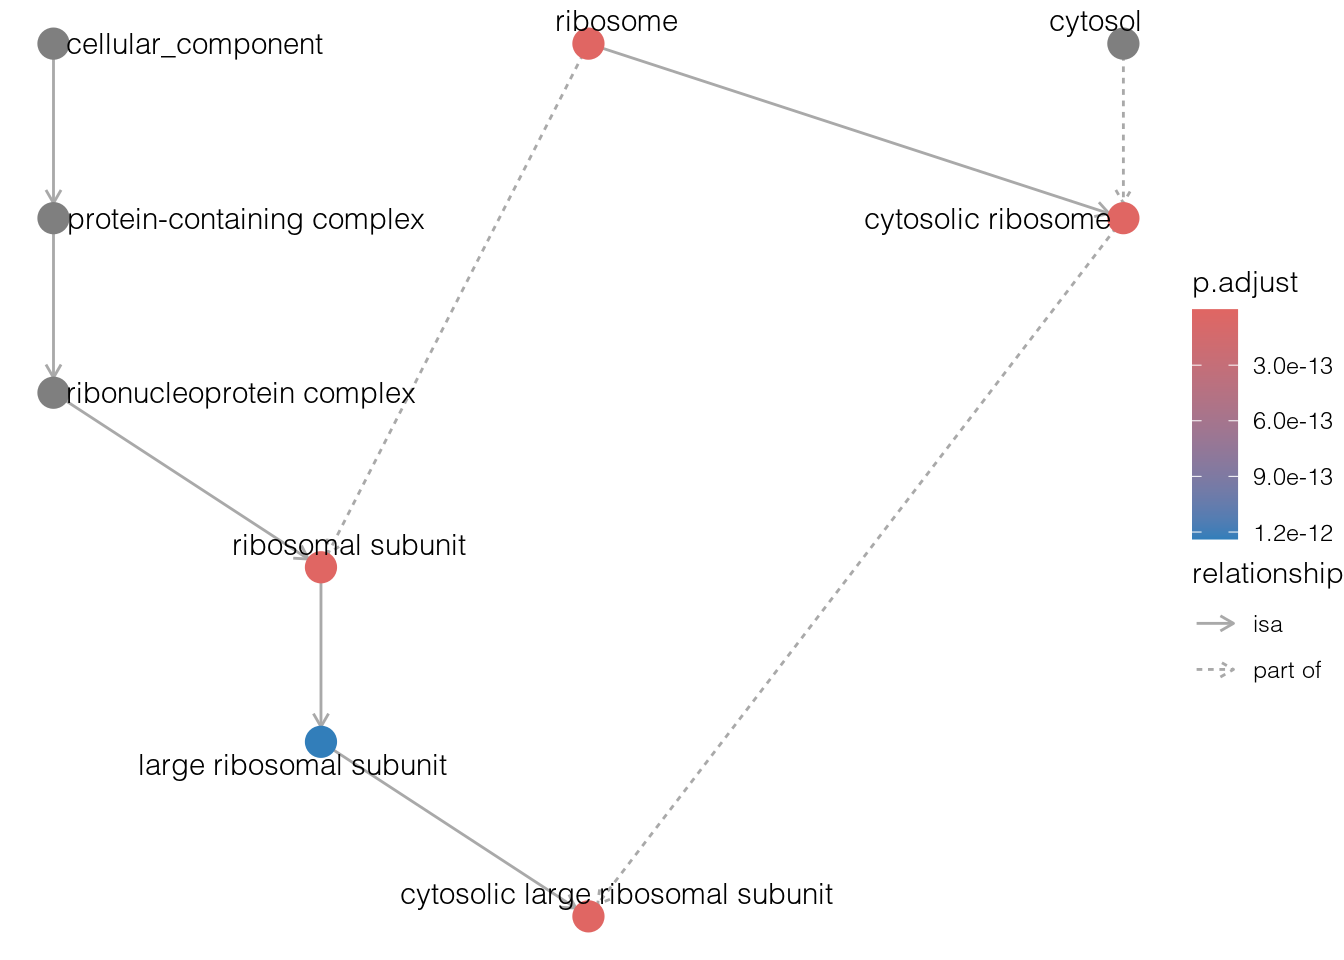 ribosome
cytosol
cellular_component
protein-containing complex
cytosolic ribosome
p.adjust
3.0e-13
ribonucleoprotein complex
6.0e-13
9.0e-13
1.2e-12
ribosomal subunit
relationship
isa
part of
large ribosomal subunit
cytosolic large ribosomal subunit